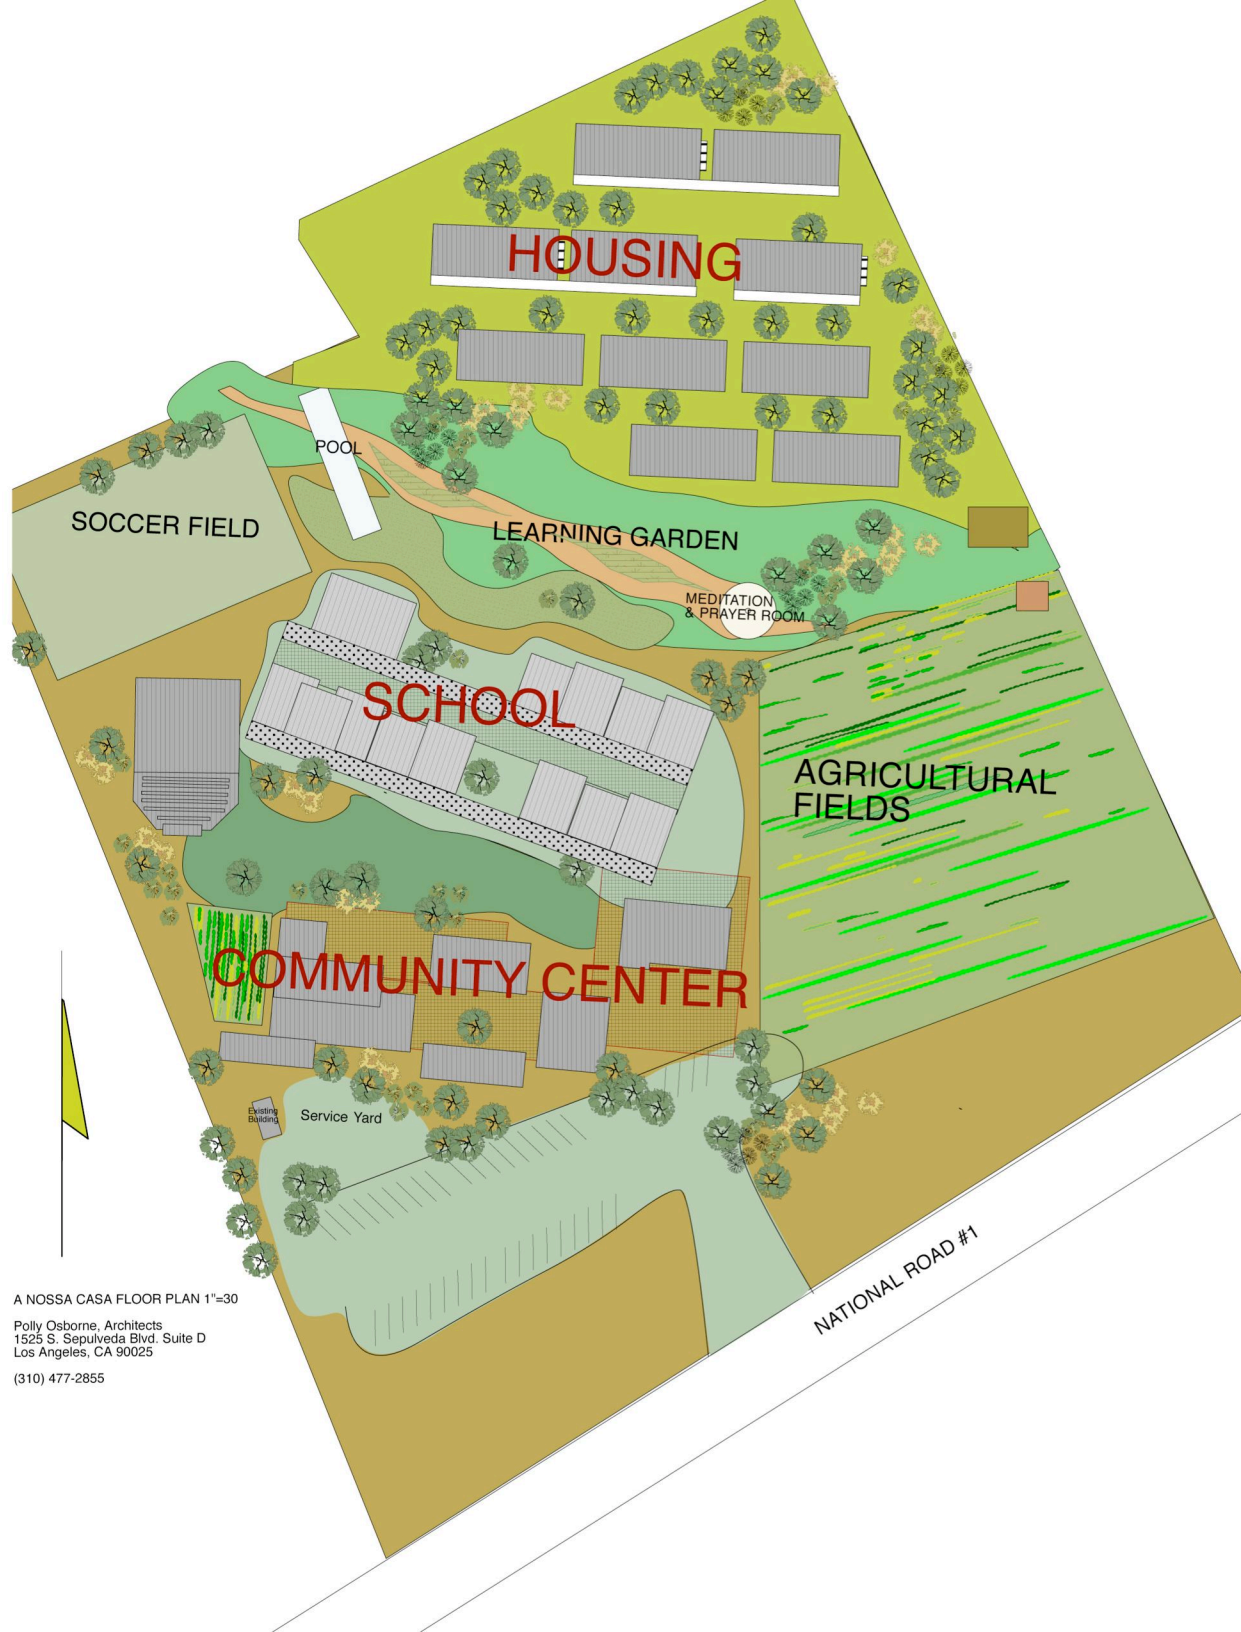 HOUSING
POOL
SOCCER FIELD
LEARNING GARDEN
MEDITATION
& PRAYER ROOM
SCHOOL
AGRICULTURAL
FIELDS
COMMUNITY CENTER
Existing
Building
Service Yard
NATIONAL ROAD #1
A NOSSA CASA FLOOR PLAN 1"=30
Polly Osborne, Architects
1525 S. Sepulveda Blvd. Suite D
Los Angeles, CA 90025
(310) 477-2855